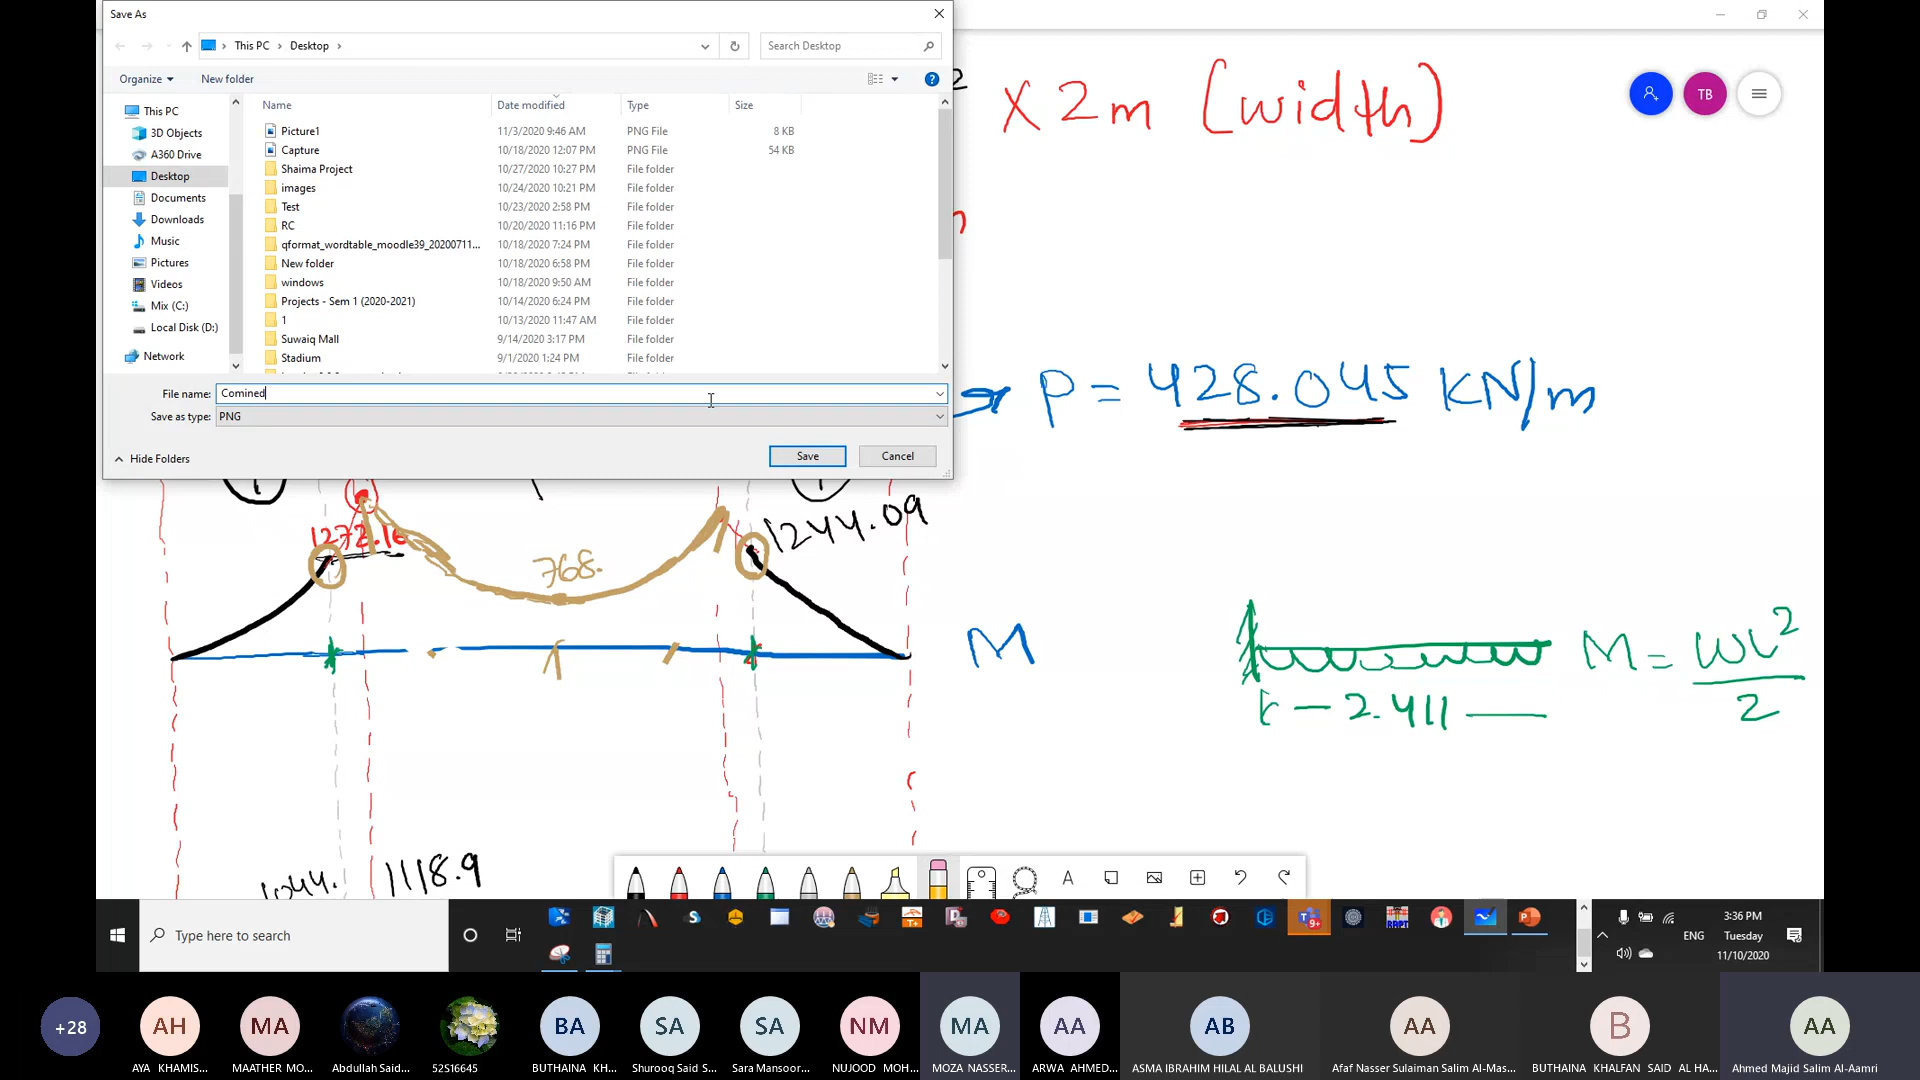 Save As
This PC
Desktop
Search Desktop
Organize
New folder
This PC
3D Objects
A360 Drive
Desktop
Documents
Downloads
Music
Pictures
Videos
Mix (C:)
Local Disk (D:)
Network
Name Date modified Type Size
Picture1 11/3/2020 9:46 AM PNG File 8 KB
Capture 10/18/2020 12:07 PM PNG File 54 KB
Shaima Project 10/27/2020 10:27 PM File folder
images 10/24/2020 10:21 PM File folder
Test 10/23/2020 2:58 PM File folder
RC 10/20/2020 11:16 PM File folder
qformat_wordtable_moodle39_20200711... 10/18/2020 7:24 PM File folder
New folder 10/18/2020 6:58 PM File folder
windows 10/18/2020 9:50 AM File folder
Projects - Sem 1 (2020-2021) 10/14/2020 6:24 PM File folder
1 10/13/2020 11:47 AM File folder
Suwaiq Mall 9/14/2020 3:17 PM File folder
Stadium 9/1/2020 1:24 PM File folder
File name: Comined
Save as type: PNG
Hide Folders
Save
Cancel
2 X 2m (width)
TB
P = 428.045 KN/m
1272.16
768.
1244.09
M
M = wl²/2
2.411
1044.
1118.9
A
Type here to search
9+
ENG
3:36 PM
Tuesday
11/10/2020
+28
AH
MA
BA
SA
SA
NM
MA
AA
AB
AA
B
AA
AYA KHAMIS...
MAATHER MO...
Abdullah Said...
52S16645
BUTHAINA KH...
Shurooq Said S...
Sara Mansoor...
NUJOOD MOH...
MOZA NASSER...
ARWA AHMED...
ASMA IBRAHIM HILAL AL BALUSHI
Afaf Nasser Sulaiman Salim Al-Mas...
BUTHAINA KHALFAN SAID AL HA...
Ahmed Majid Salim Al-Aamri